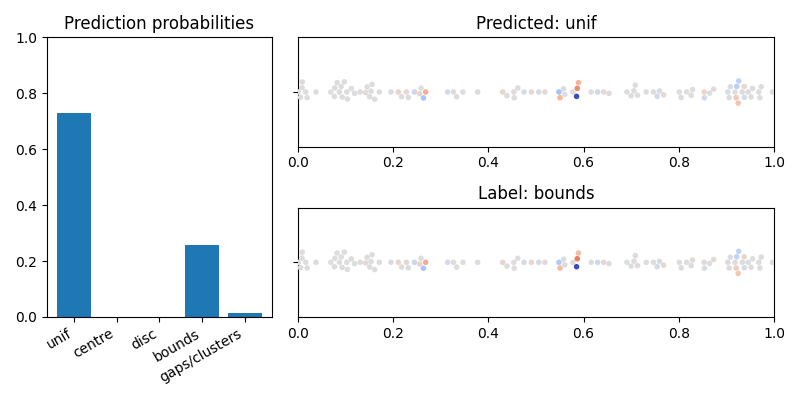 Prediction probabilities
1.0
0.8
0.6
0.4
0.2
0.0
unif
centre
disc
bounds
gaps/clusters
Predicted: unif
0.0 0.2 0.4 0.6 0.8 1.0
Label: bounds
0.0 0.2 0.4 0.6 0.8 1.0